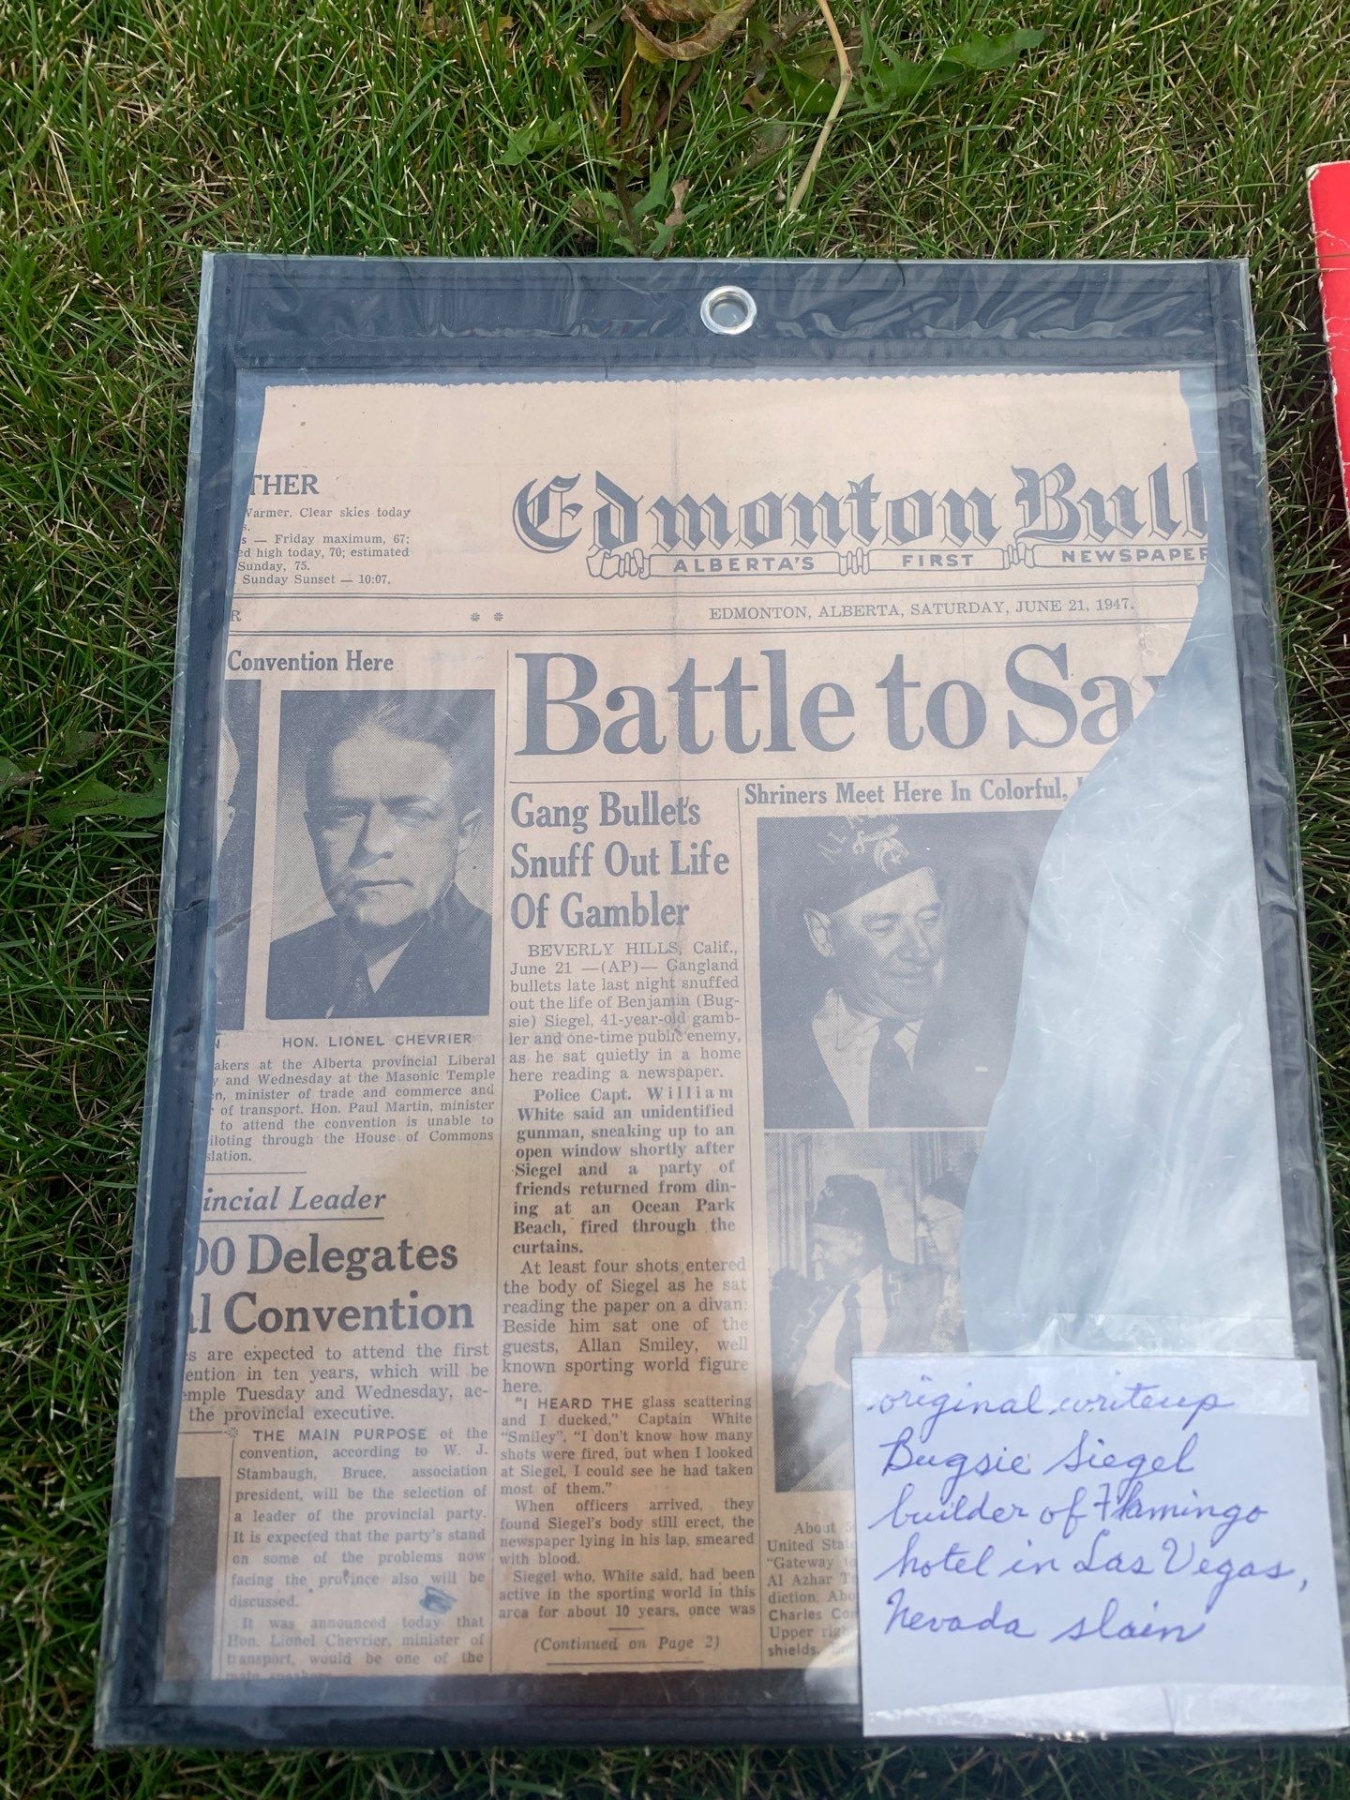 THER
Warmer. Clear skies today
s.
s — Friday maximum, 67;
ed high today, 70; estimated
Sunday, 75.
Sunday Sunset — 10:07.
Edmonton Bull
ALBERTA'S FIRST NEWSPAPER
R
* *
EDMONTON, ALBERTA, SATURDAY, JUNE 21, 1947.
Convention Here
N
HON. LIONEL CHEVRIER
akers at the Alberta provincial Liberal
y and Wednesday at the Masonic Temple
en, minister of trade and commerce and
r of transport. Hon. Paul Martin, minister
to attend the convention is unable to
iloting through the House of Commons
slation.
incial Leader
00 Delegates
al Convention
es are expected to attend the first
ention in ten years, which will be
emple Tuesday and Wednesday, ac-
the provincial executive.
THE MAIN PURPOSE of the
convention, according to W. J.
Stambaugh, Bruce, association
president, will be the selection of
a leader of the provincial party.
It is expected that the party's stand
on some of the problems now
facing the province also will be
discussed.
It was announced today that
Hon. Lionel Chevrier, minister of
transport, would be one of the
main speakers
Battle to Sav
Gang Bullets
Snuff Out Life
Of Gambler
BEVERLY HILLS, Calif.,
June 21 —(AP)— Gangland
bullets late last night snuffed
out the life of Benjamin (Bug-
sie) Siegel, 41-year-old gamb-
ler and one-time public enemy,
as he sat quietly in a home
here reading a newspaper.
Police Capt. William
White said an unidentified
gunman, sneaking up to an
open window shortly after
Siegel and a party of
friends returned from din-
ing at an Ocean Park
Beach, fired through the
curtains.
At least four shots entered
the body of Siegel as he sat
reading the paper on a divan.
Beside him sat one of the
guests, Allan Smiley, well
known sporting world figure
here.
"I HEARD THE glass scattering
and I ducked," Captain White
"Smiley". "I don't know how many
shots were fired, but when I looked
at Siegel, I could see he had taken
most of them."
When officers arrived, they
found Siegel's body still erect, the
newspaper lying in his lap, smeared
with blood.
Siegel who, White said, had been
active in the sporting world in this
area for about 10 years, once was
(Continued on Page 2)
Shriners Meet Here In Colorful,
About
United Stat
"Gateway
Al Azhar T
diction. Abo
Charles Co
Upper righ
shields.
original writeup
Bugsie Siegel
builder of Flamingo
hotel in Las Vegas,
Nevada slain